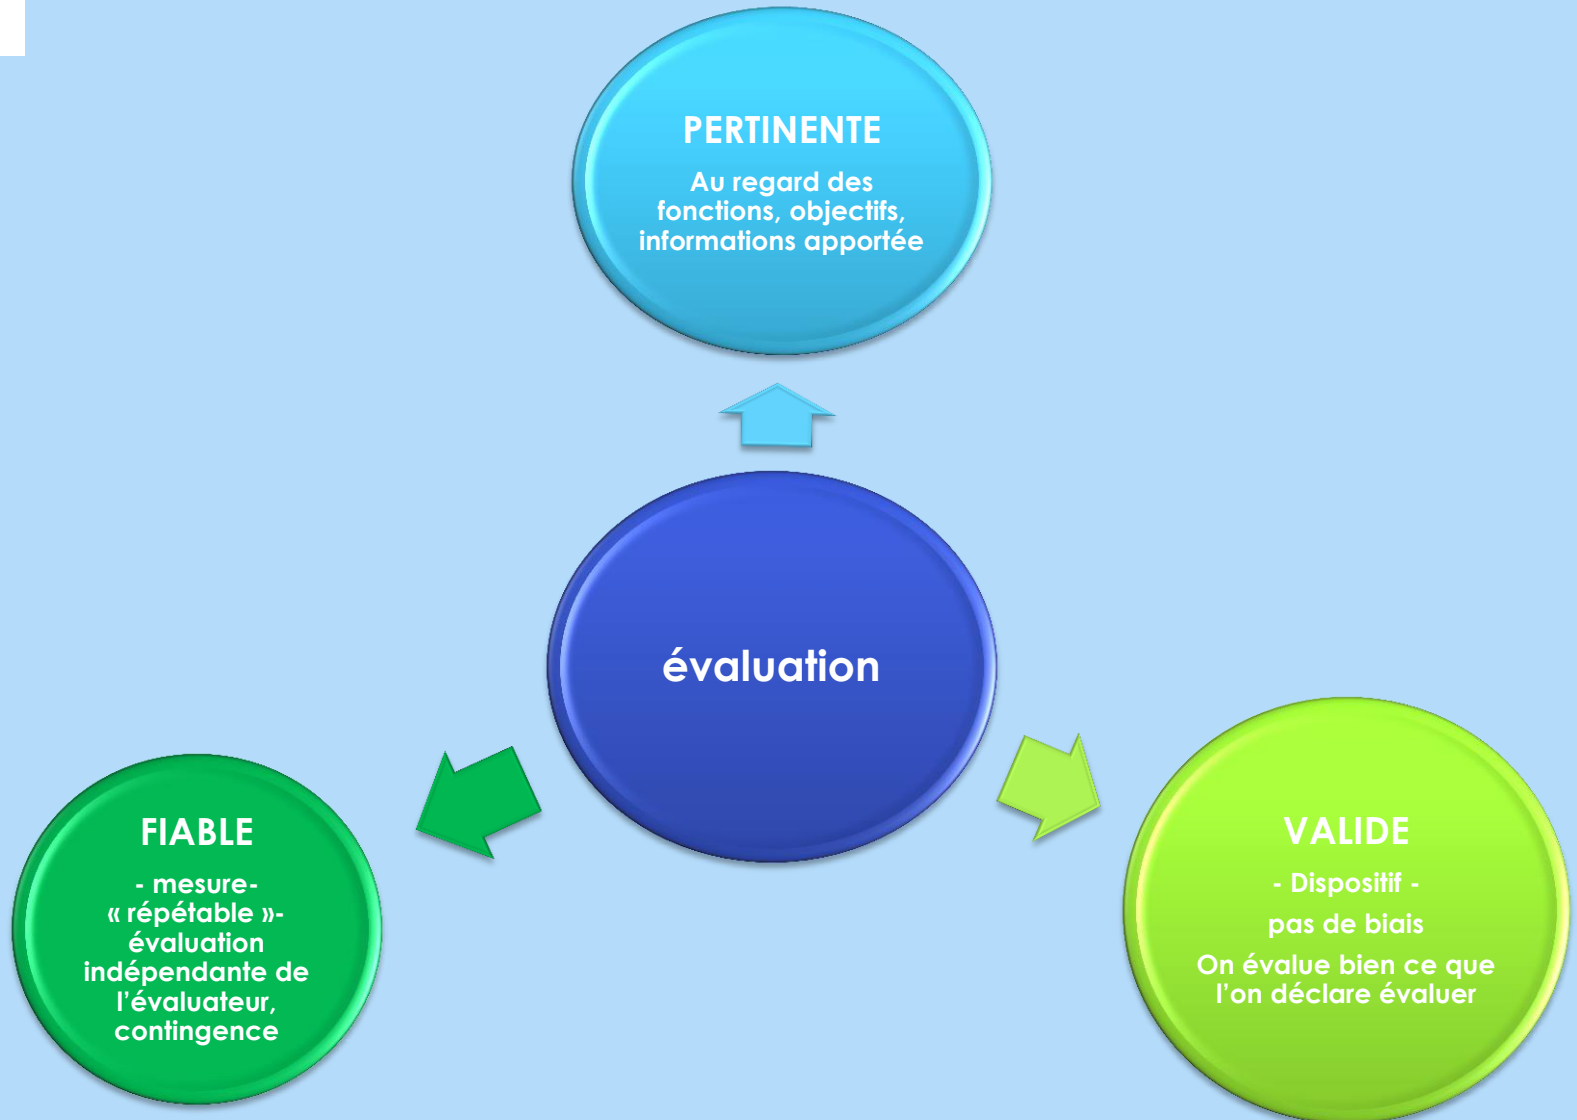 PERTINENTE
Au regard des
fonctions, objectifs,
informations apportée
évaluation
FIABLE
- mesure-
« répétable »-
évaluation
indépendante de
l'évaluateur,
contingence
VALIDE
- Dispositif -
pas de biais
On évalue bien ce que
l'on déclare évaluer